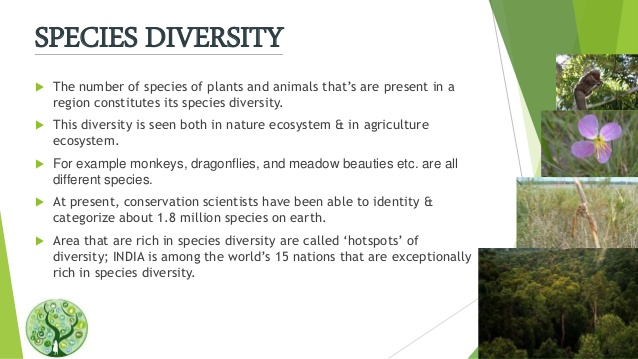 SPECIES DIVERSITY
The number of species of plants and animals that’s are present in a
region constitutes its species diversity.
This diversity is seen both in nature ecosystem & in agriculture
ecosystem.
For example monkeys, dragonflies, and meadow beauties etc. are all
different species.
At present, conservation scientists have been able to identity &
categorize about 1.8 million species on earth.
Area that are rich in species diversity are called ‘hotspots’ of
diversity; INDIA is among the world’s 15 nations that are exceptionally
rich in species diversity.